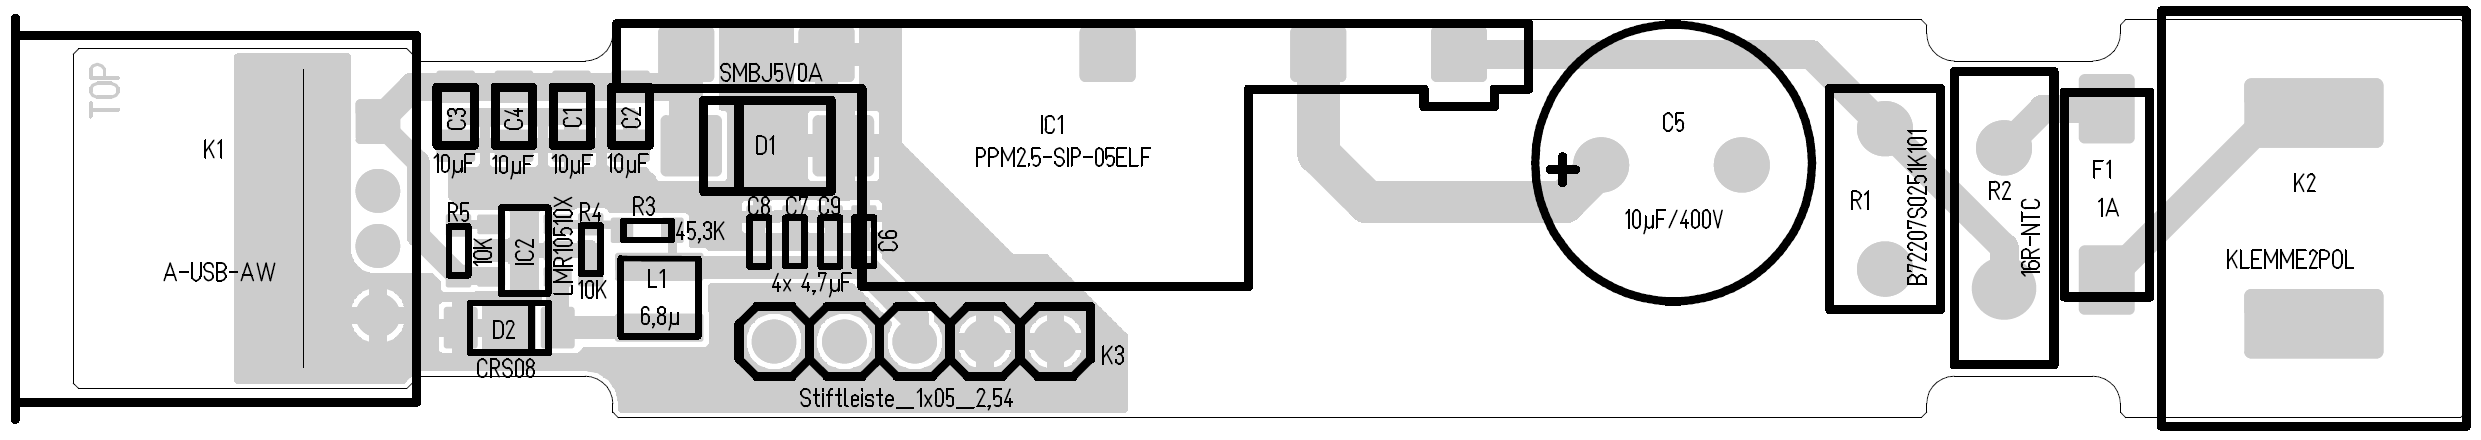 TOP
K1
A-USB-AW
C3
10µF
C4
10µF
C1
10µF
C2
10µF
SMBJ5V0A
D1
R5
10K
IC2
LMR10510X
R4
10K
R3
45,3K
L1
6,8µ
D2
CRS08
C8
C7
C9
C6
4x 4,7µF
Stiftleiste_1x05_2,54
K3
IC1
PPM2.5-SIP-05ELF
+
C5
10µF/400V
R1
B72207S0251K101
R2
16R-NTC
F1
1A
K2
KLEMME2POL